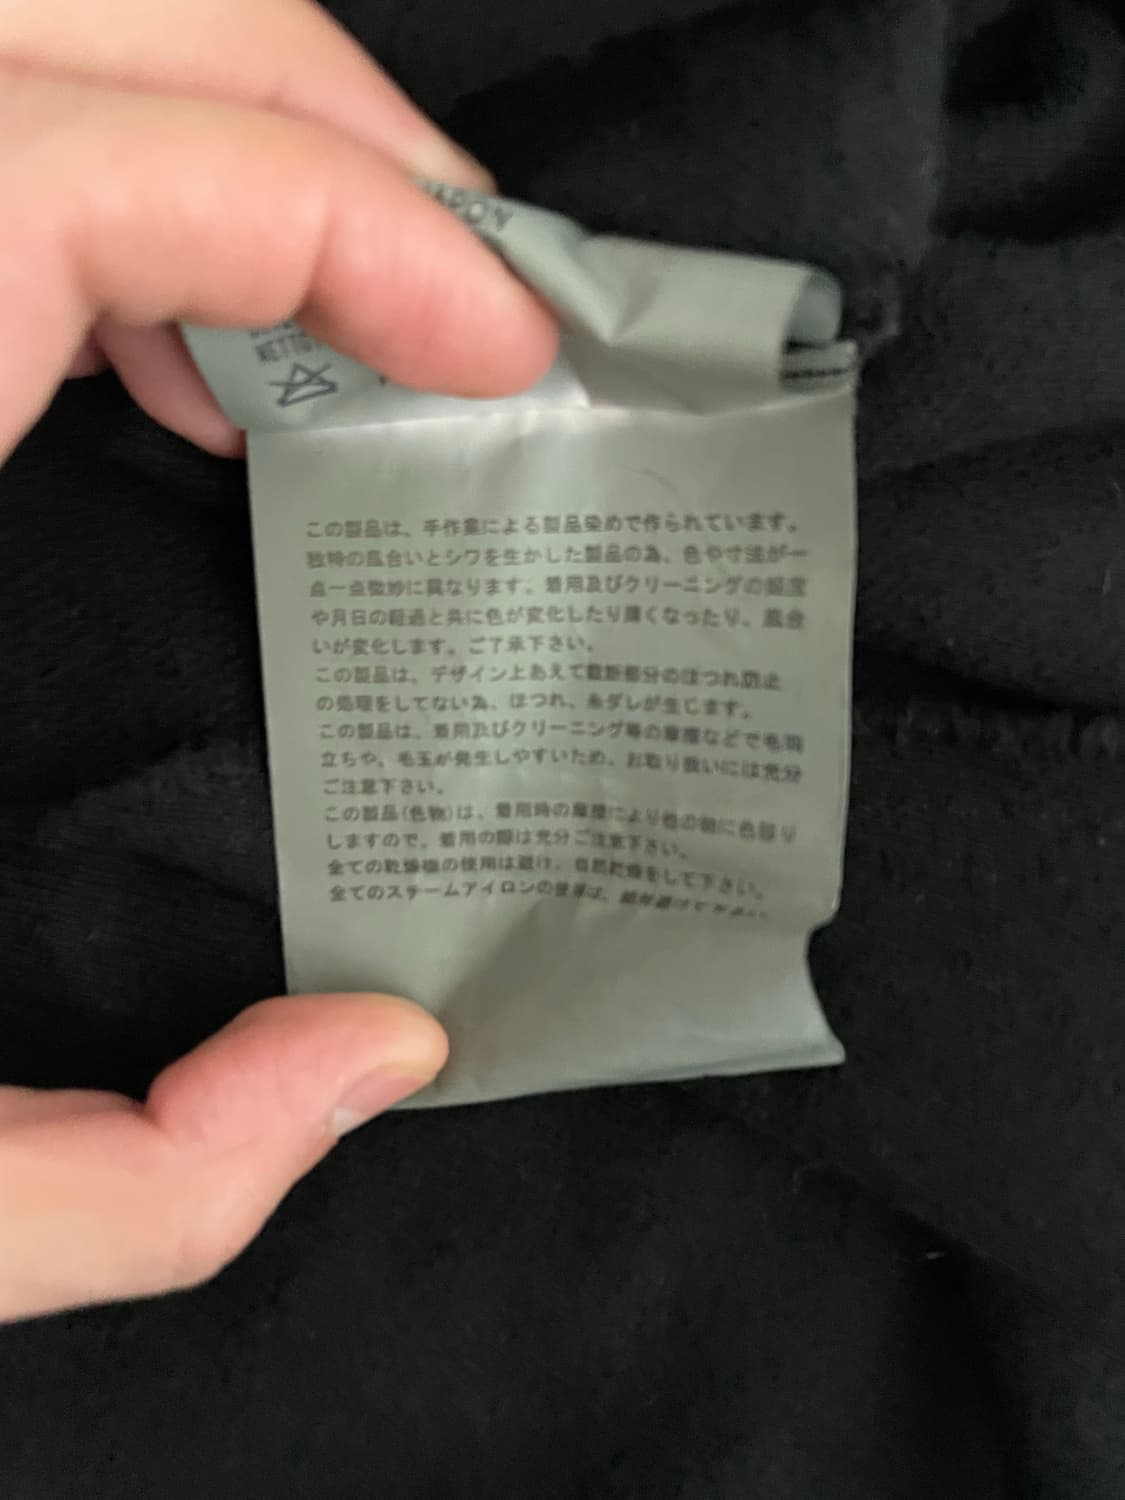 JAPON
NETTO
この製品は、手作業による製品染めで作られています。
独特の風合いとシワを生かした製品の為、色や寸法が一
点一点微妙に異なります。着用及びクリーニングの頻度
や月日の経過と共に色が変化したり薄くなったり、風合
いが変化します。ご了承下さい。
この製品は、デザイン上あえて裁断部分のほつれ防止
の処理をしてない為、ほつれ、糸ダレが生じます。
この製品は、着用及びクリーニング等の摩擦などで毛羽
立ちや、毛玉が発生しやすいため、お取り扱いには充分
ご注意下さい。
この製品(色物)は、着用時の摩擦により他の物に色移り
しますので、着用の際は充分ご注意下さい。
全ての乾燥機の使用は避け、自然乾燥をして下さい。
全てのスチームアイロンの使用は、絶対避けて下さい。